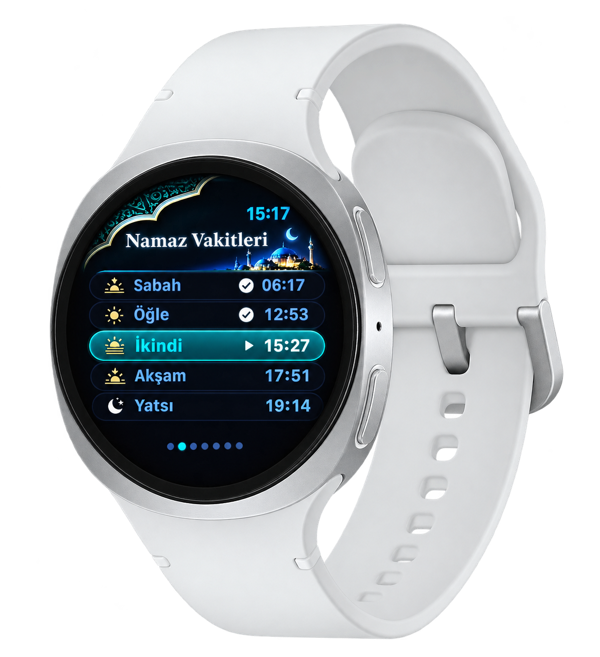 15:17
Namaz Vakitleri
Sabah 06:17
Öğle 12:53
İkindi 15:27
Akşam 17:51
Yatsı 19:14